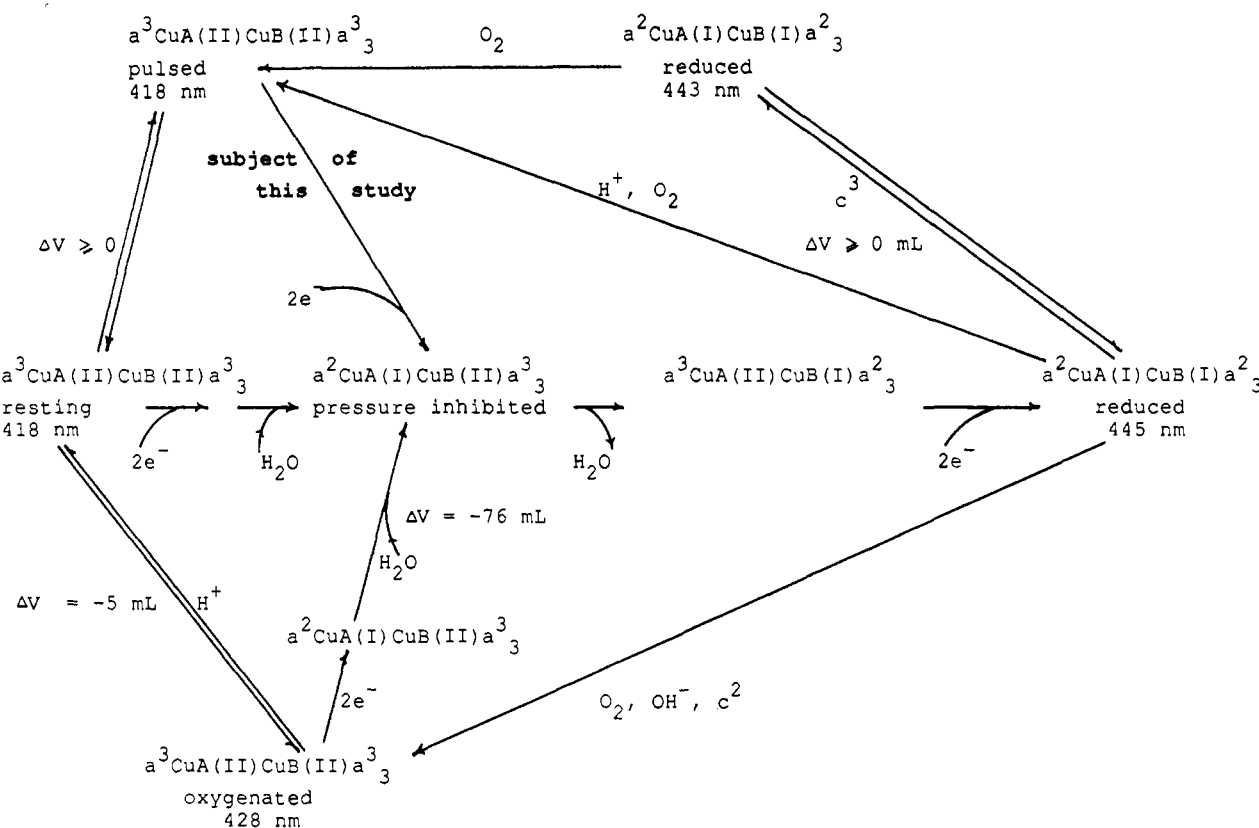 a³CuA(II)CuB(II)a³₃
O₂
a²CuA(I)CuB(I)a²₃
pulsed
418 nm
reduced
443 nm
subject of
this study
H⁺, O₂
c³
ΔV ⩾ 0
ΔV ⩾ 0 mL
2e⁻
a³CuA(II)CuB(II)a³₃
a²CuA(I)CuB(II)a³₃
a³CuA(II)CuB(I)a²₃
a²CuA(I)CuB(I)a²₃
resting
418 nm
pressure inhibited
reduced
445 nm
2e⁻
H₂O
H₂O
2e⁻
ΔV = -76 mL
H₂O
ΔV = -5 mL
H⁺
a²CuA(I)CuB(II)a³₃
2e⁻
O₂, OH⁻, c²
a³CuA(II)CuB(II)a³₃
oxygenated
428 nm